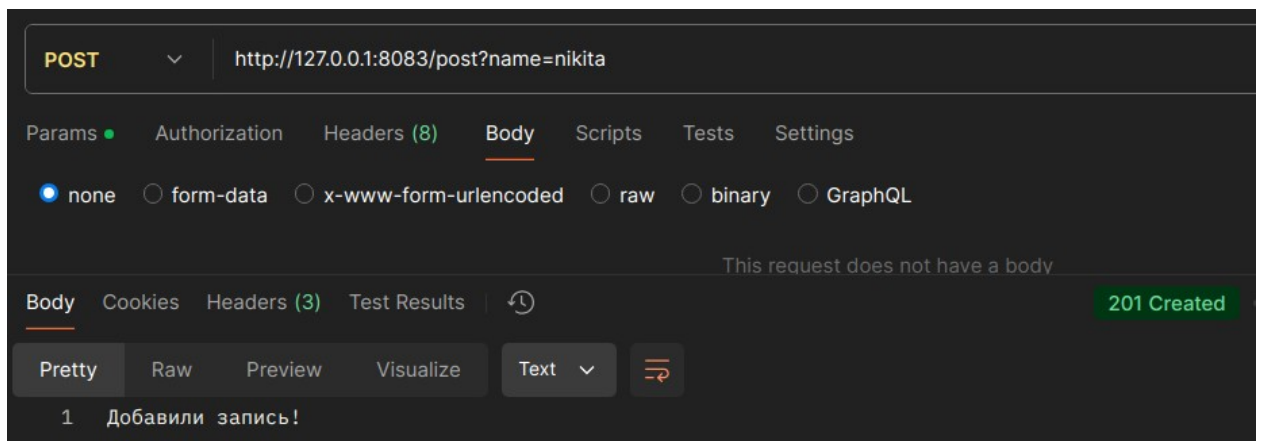 POST http://127.0.0.1:8083/post?name=nikita
Params Authorization Headers (8) Body Scripts Tests Settings
none form-data x-www-form-urlencoded raw binary GraphQL
This request does not have a body
Body Cookies Headers (3) Test Results 201 Created
Pretty Raw Preview Visualize Text
1 Добавили запись!